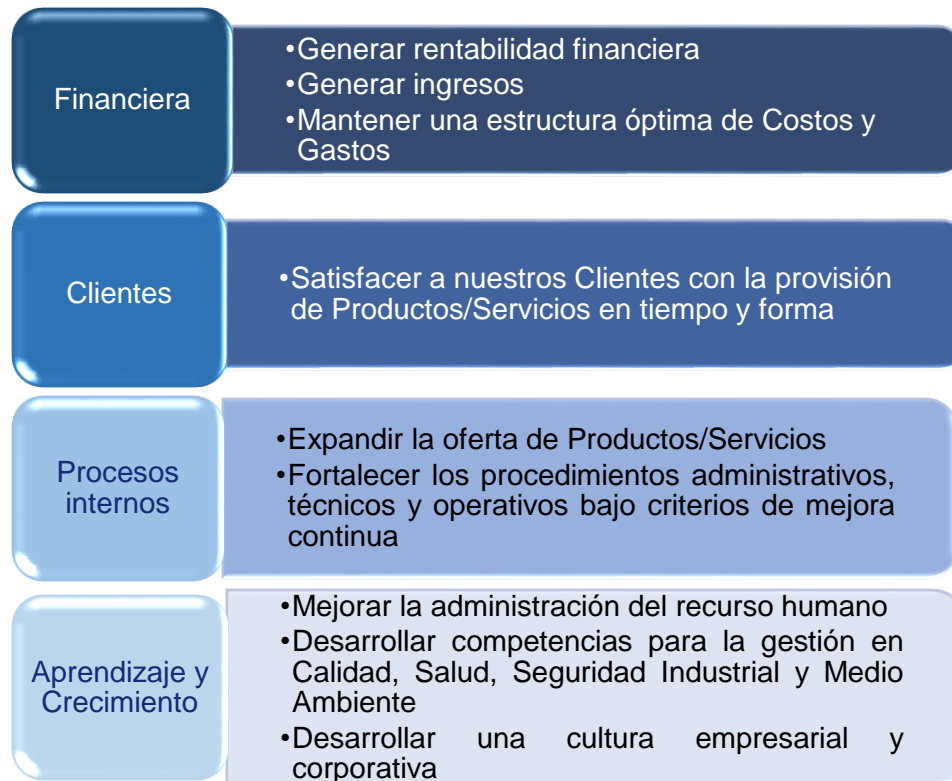 Financiera
•Generar rentabilidad financiera
•Generar ingresos
•Mantener una estructura óptima de Costos y
Gastos
Clientes
•Satisfacer a nuestros Clientes con la provisión
de Productos/Servicios en tiempo y forma
Procesos
internos
•Expandir la oferta de Productos/Servicios
•Fortalecer los procedimientos administrativos,
técnicos y operativos bajo criterios de mejora
continua
Aprendizaje y
Crecimiento
•Mejorar la administración del recurso humano
•Desarrollar competencias para la gestión en
Calidad, Salud, Seguridad Industrial y Medio
Ambiente
•Desarrollar una cultura empresarial y
corporativa